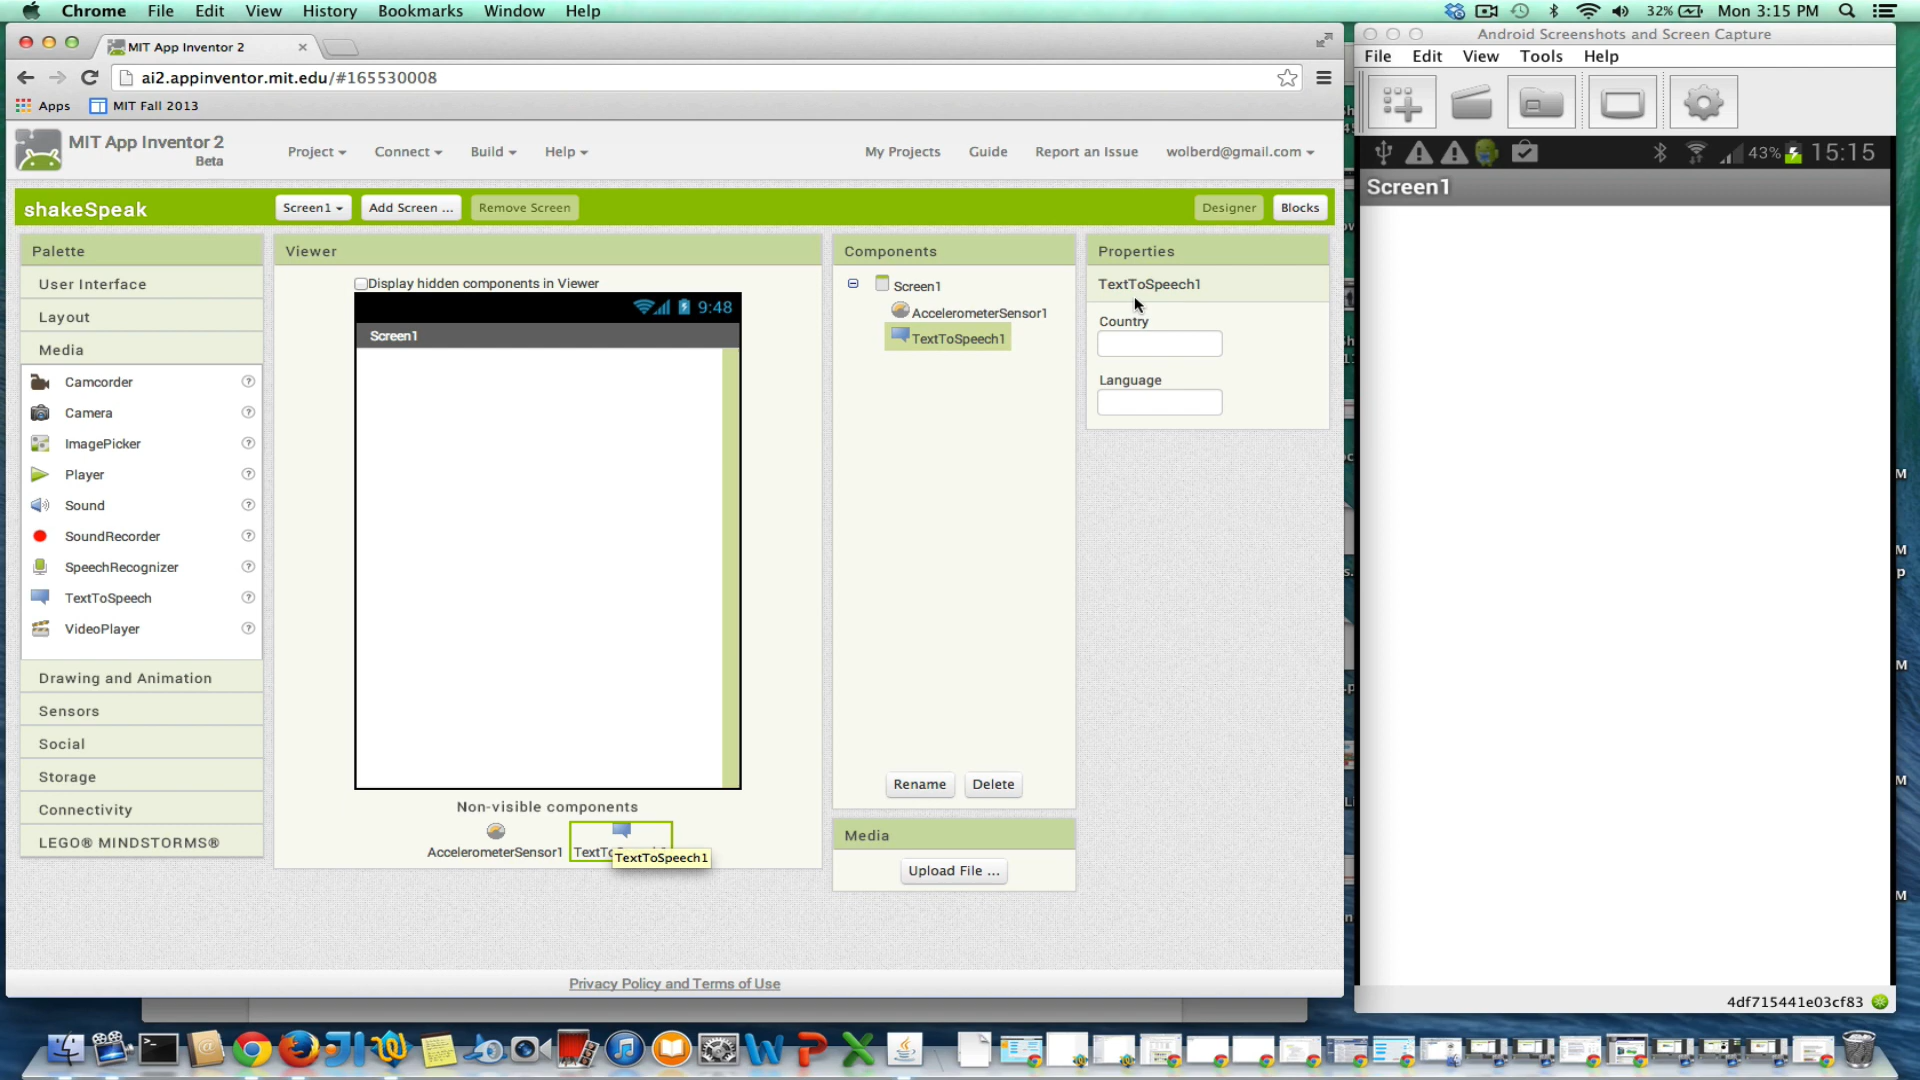 Chrome File Edit View History Bookmarks Window Help
32% Mon 3:15 PM
MIT App Inventor 2
ai2.appinventor.mit.edu/#165530008
Apps MIT Fall 2013
MIT App Inventor 2
Beta
Project Connect Build Help
My Projects Guide Report an Issue wolberd@gmail.com
shakeSpeak
Screen1 Add Screen ... Remove Screen
Designer Blocks
Palette
User Interface
Layout
Media
Camcorder
Camera
ImagePicker
Player
Sound
SoundRecorder
SpeechRecognizer
TextToSpeech
VideoPlayer
Drawing and Animation
Sensors
Social
Storage
Connectivity
LEGO® MINDSTORMS®
Viewer
Display hidden components in Viewer
9:48
Screen1
Non-visible components
AccelerometerSensor1
TextTo
TextToSpeech1
Components
Screen1
AccelerometerSensor1
TextToSpeech1
Rename Delete
Media
Upload File ...
Properties
TextToSpeech1
Country
Language
Privacy Policy and Terms of Use
Android Screenshots and Screen Capture
File Edit View Tools Help
43% 15:15
Screen1
4df715441e03cf83